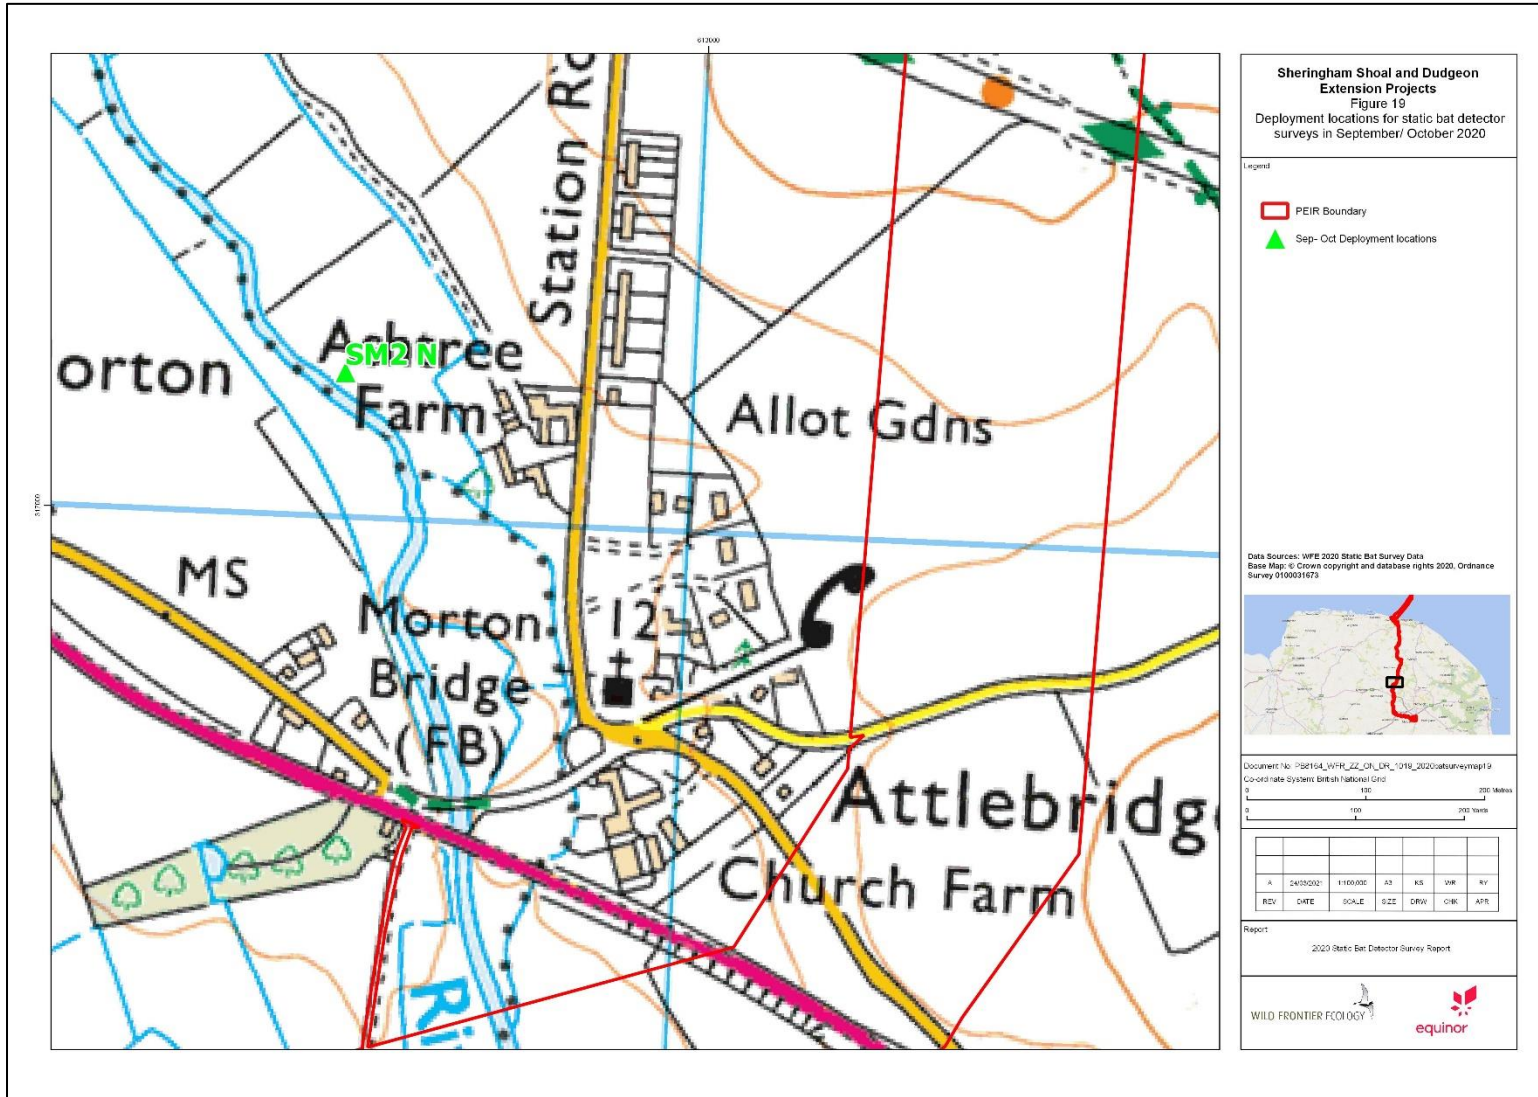 613000
Station Ro
SM2 N
Ashtree
Farm
orton
Allot Gdns
317000
MS
Morton
Bridge
(FB)
12
Attlebridge
Church Farm
Ri
Sheringham Shoal and Dudgeon
Extension Projects
Figure 19
Deployment locations for static bat detector
surveys in September/ October 2020
Legend
PEIR Boundary
Sep- Oct Deployment locations
Data Sources: WFE 2020 Static Bat Survey Data
Base Map: © Crown copyright and database rights 2020. Ordnance
Survey 0100031673
Document No: PB8164_WFR_ZZ_ON_DR_1019_2020batsurveymap19
Co-ordinate System: British National Grid
0 100 200 Metres
0 100 200 Yards
A 24/03/2021 1:100,000 A3 KS WR RY
REV DATE SCALE SIZE DRW CHK APR
Report
2020 Static Bat Detector Survey Report
WILD FRONTIER ECOLOGY
equinor